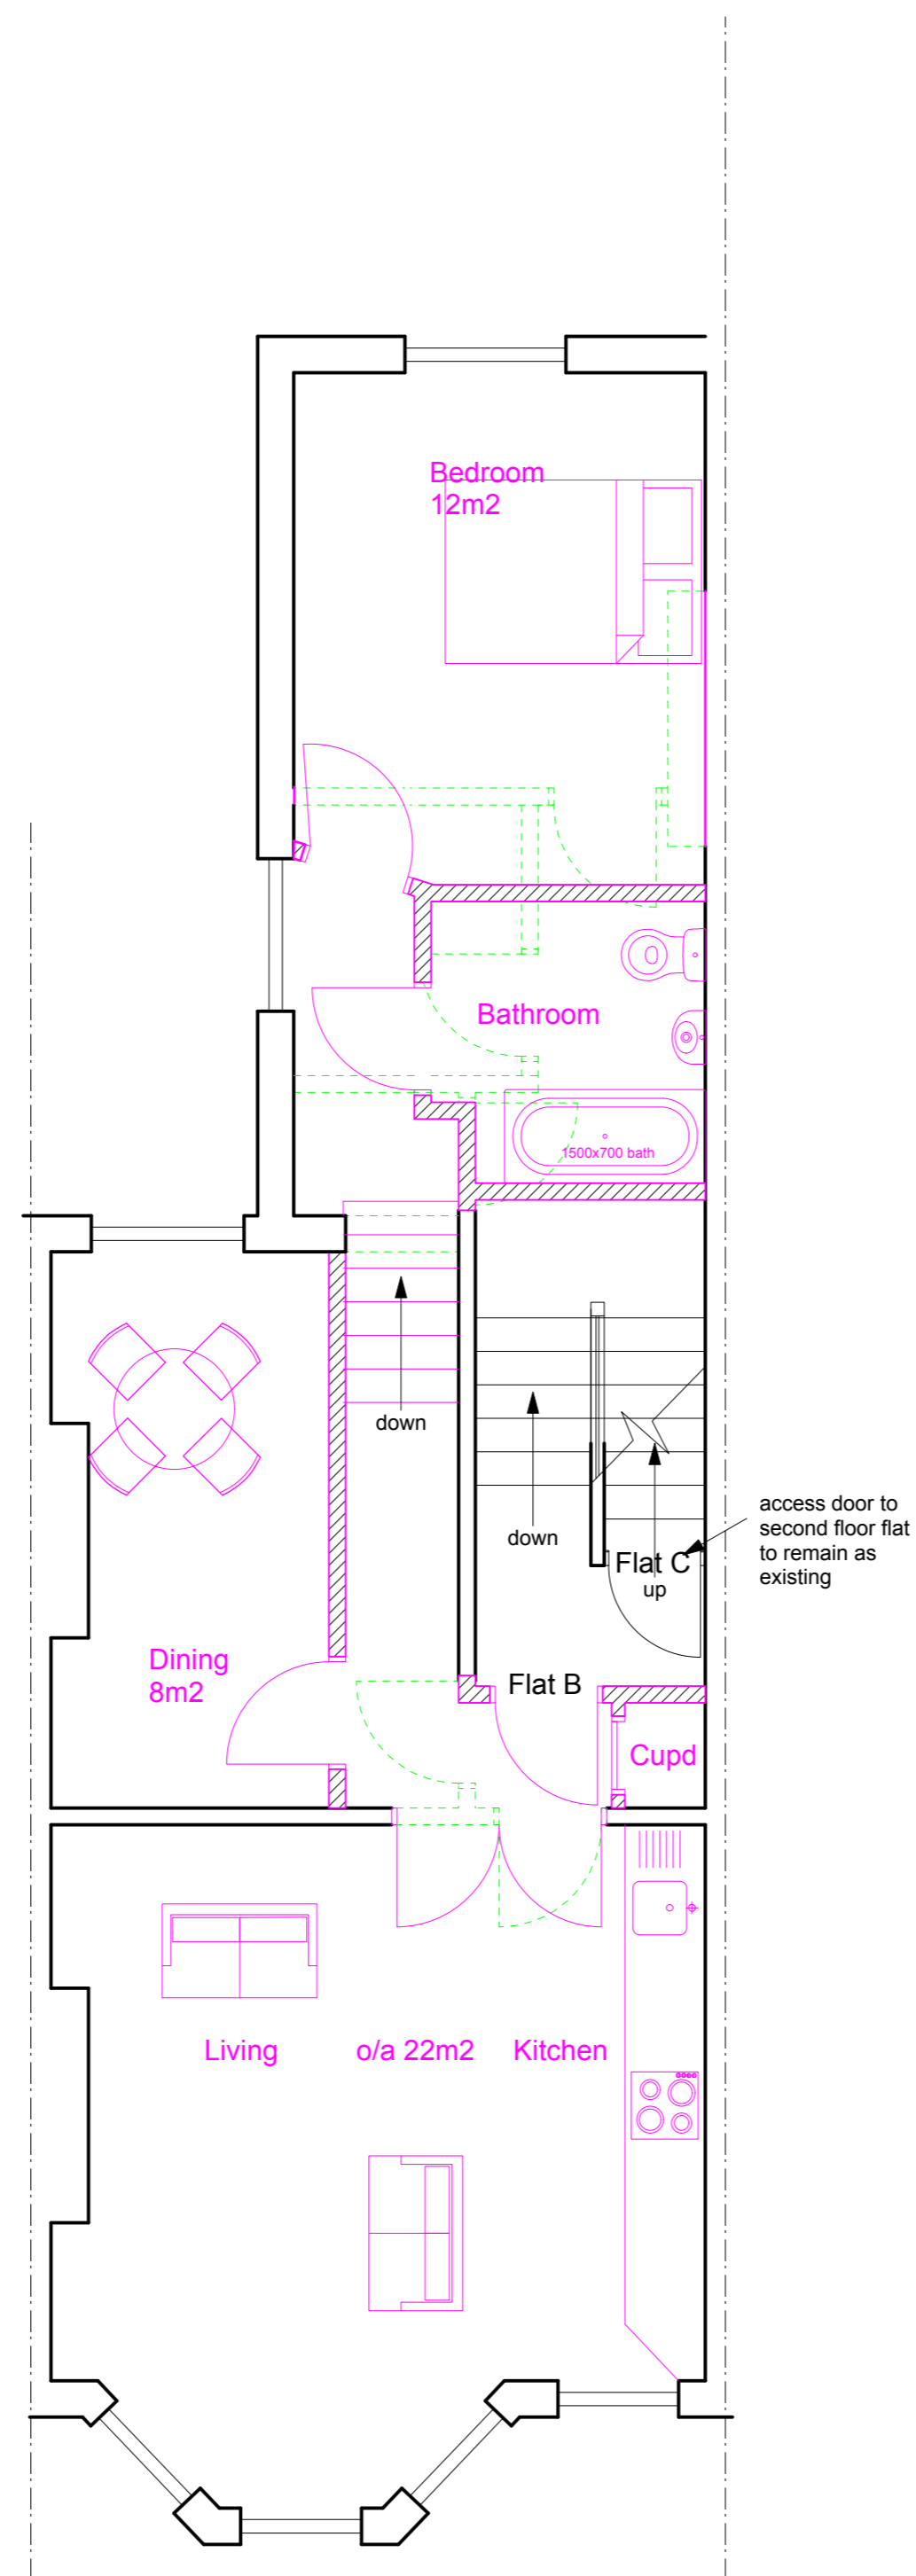 Bedroom
12m2
Bathroom
1500x700 bath
down
down
access door to
second floor flat
to remain as
existing
Flat C
up
Dining
8m2
Flat B
Cupd
Living
o/a 22m2
Kitchen